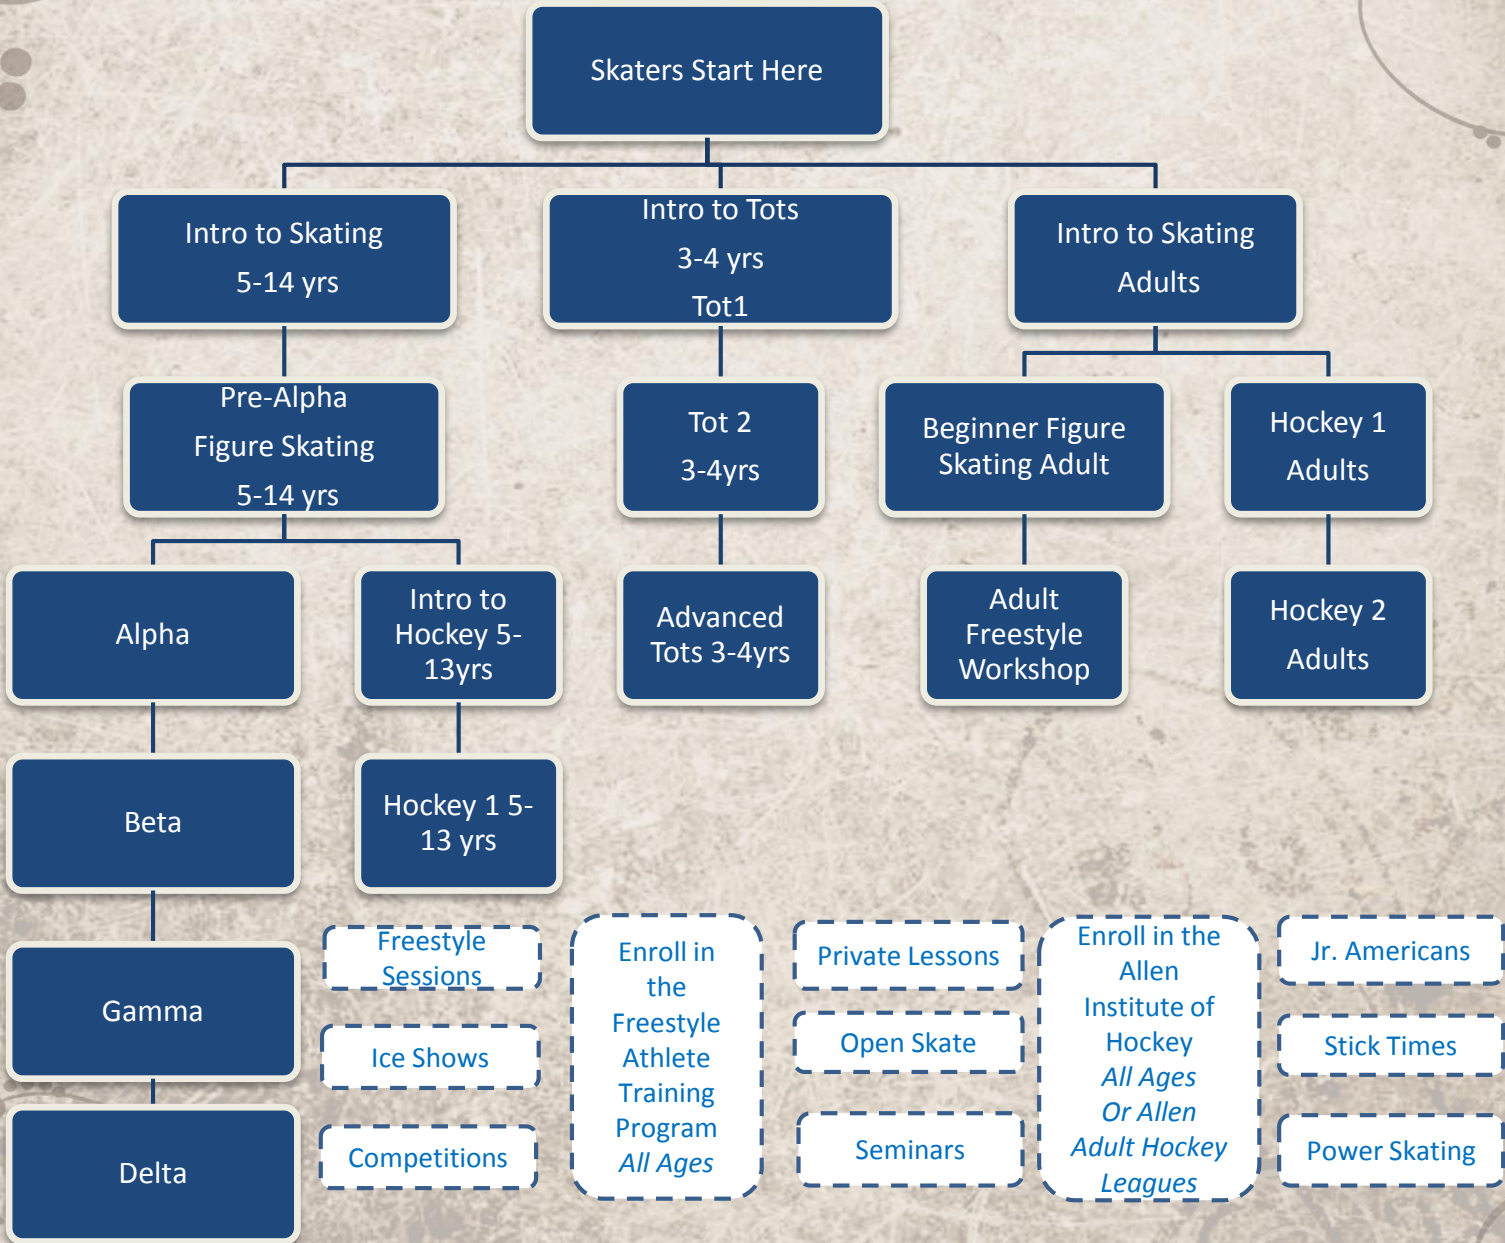 Skaters Start Here
Intro to Skating
5-14 yrs
Intro to Tots
3-4 yrs
Tot1
Intro to Skating
Adults
Pre-Alpha
Figure Skating
5-14 yrs
Tot 2
3-4yrs
Beginner Figure
Skating Adult
Hockey 1
Adults
Alpha
Intro to
Hockey 5-
13yrs
Advanced
Tots 3-4yrs
Adult
Freestyle
Workshop
Hockey 2
Adults
Beta
Hockey 1 5-
13 yrs
Gamma
Delta
Freestyle
Sessions
Ice Shows
Competitions
Enroll in
the
Freestyle
Athlete
Training
Program
All Ages
Private Lessons
Open Skate
Seminars
Enroll in the
Allen
Institute of
Hockey
All Ages
Or Allen
Adult Hockey
Leagues
Jr. Americans
Stick Times
Power Skating